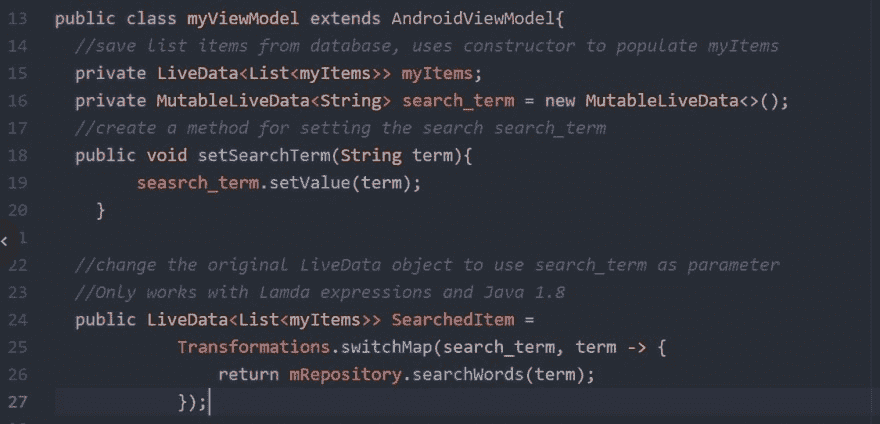 13 public class myViewModel extends AndroidViewModel{
14 //save list items from database, uses constructor to populate myItems
15 private LiveData<List<myItems>> myItems;
16 private MutableLiveData<String> search_term = new MutableLiveData<>();
17 //create a method for setting the search search_term
18 public void setSearchTerm(String term){
19 seasrch_term.setValue(term);
20 }
< 1
22 //change the original LiveData object to use search_term as parameter
23 //Only works with Lamda expressions and Java 1.8
24 public LiveData<List<myItems>> SearchedItem =
25 Transformations.switchMap(search_term, term -> {
26 return mRepository.searchWords(term);
27 });